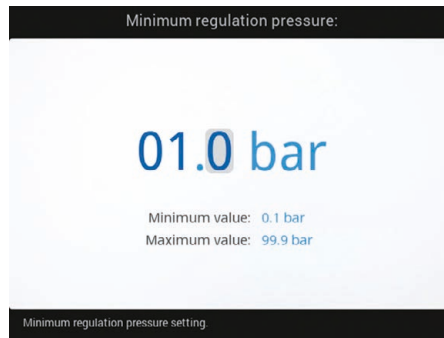 Minimum regulation pressure:
01.0 bar
Minimum value: 0.1 bar
Maximum value: 99.9 bar
Minimum regulation pressure setting.